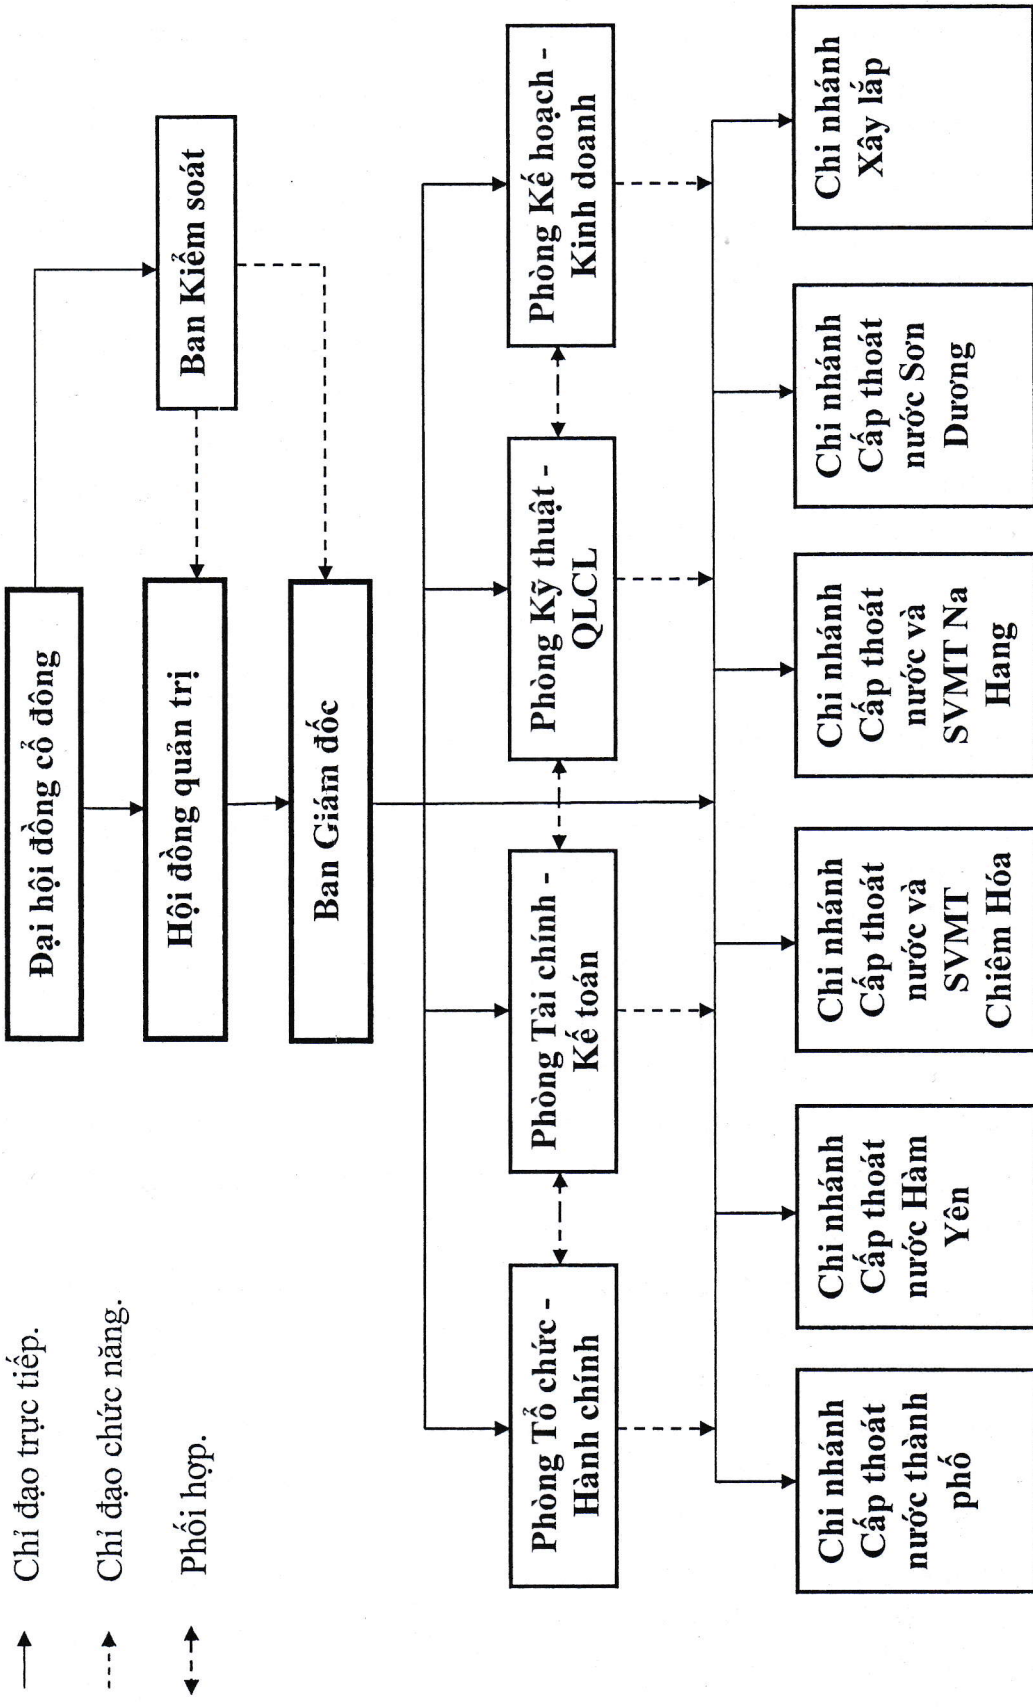 Chỉ đạo trực tiếp.
Chỉ đạo chức năng.
Phối hợp.
Đại hội đồng cổ đông
Ban Kiểm soát
Hội đồng quản trị
Ban Giám đốc
Phòng Tổ chức -
Hành chính
Phòng Tài chính -
Kế toán
Phòng Kỹ thuật -
QLCL
Phòng Kế hoạch -
Kinh doanh
Chi nhánh
Cấp thoát
nước thành
phố
Chi nhánh
Cấp thoát
nước Hàm
Yên
Chi nhánh
Cấp thoát
nước và
SVMT
Chiêm Hóa
Chi nhánh
Cấp thoát
nước và
SVMT Na
Hang
Chi nhánh
Cấp thoát
nước Sơn
Dương
Chi nhánh
Xây lắp